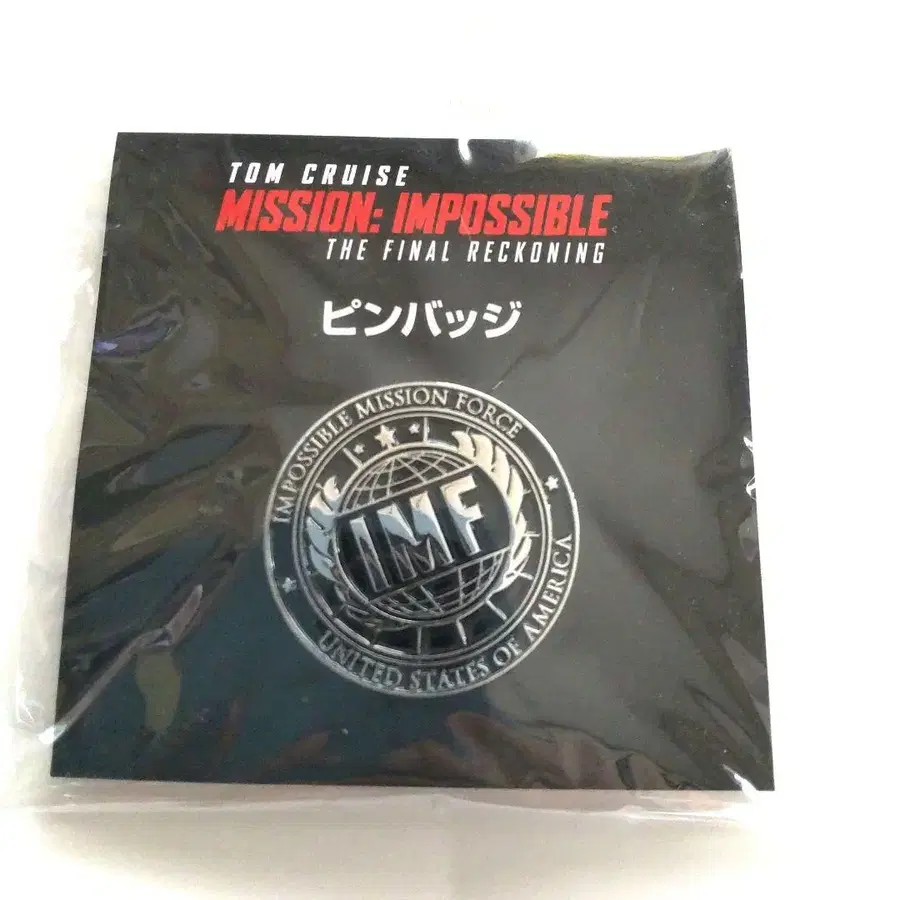 TOM CRUISE
MISSION: IMPOSSIBLE
THE FINAL RECKONING
ピンバッジ
IMPOSSIBLE MISSION FORCE
IMF
UNITED STATES OF AMERICA